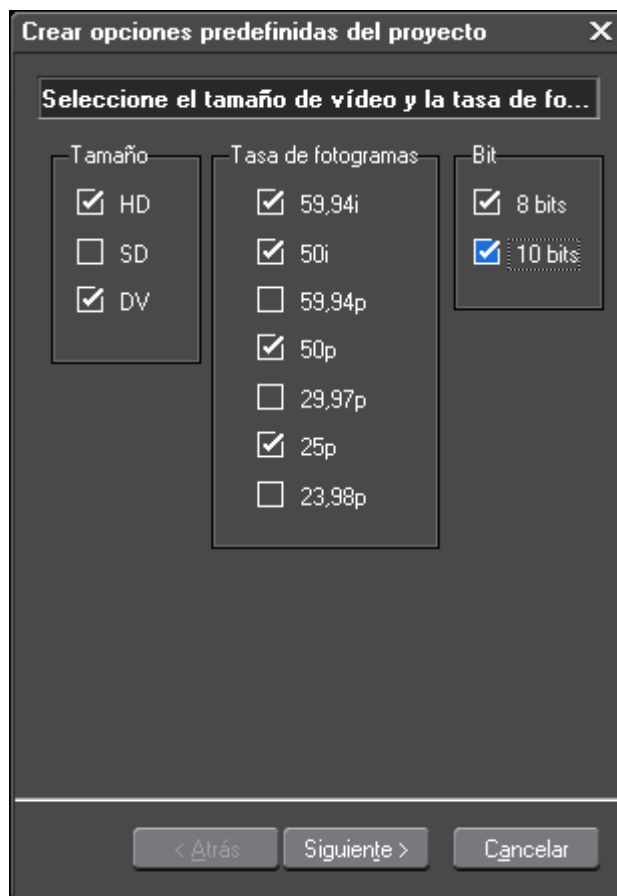 Crear opciones predefinidas del proyecto
Seleccione el tamaño de vídeo y la tasa de fo...
Tamaño
HD
SD
DV
Tasa de fotogramas
59,94i
50i
59,94p
50p
29,97p
25p
23,98p
Bit
8 bits
10 bits
< Atrás
Siguiente >
Cancelar